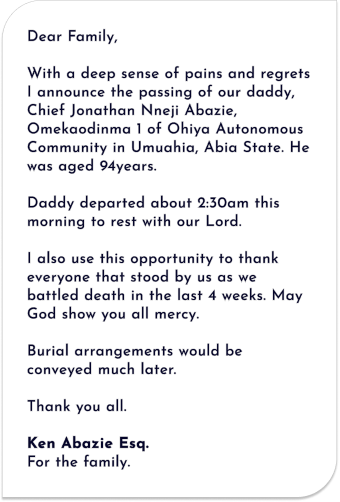 Dear Family,
With a deep sense of pains and regrets
I announce the passing of our daddy,
Chief Jonathan Nneji Abazie,
Omekaodinma 1 of Ohiya Autonomous
Community in Umuahia, Abia State. He
was aged 94years.
Daddy departed about 2:30am this
morning to rest with our Lord.
I also use this opportunity to thank
everyone that stood by us as we
battled death in the last 4 weeks. May
God show you all mercy.
Burial arrangements would be
conveyed much later.
Thank you all.
Ken Abazie Esq.
For the family.